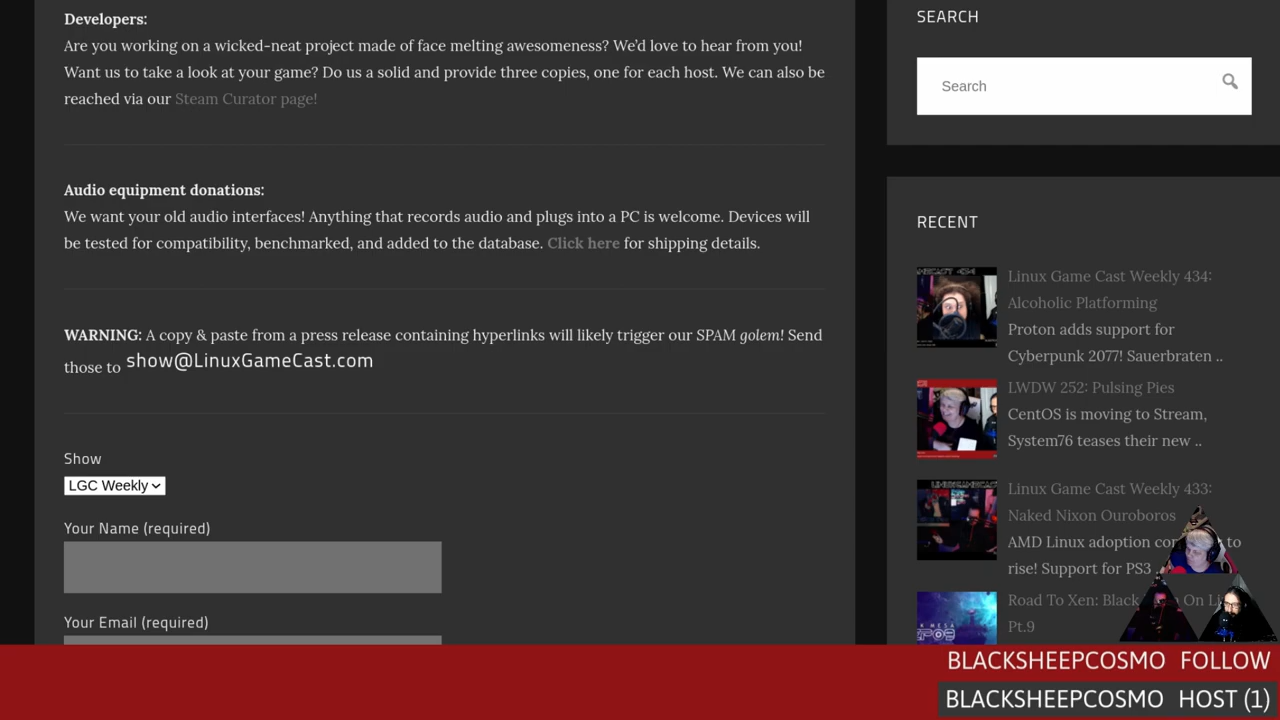 Developers:
Are you working on a wicked-neat project made of face melting awesomeness? We’d love to hear from you!
Want us to take a look at your game? Do us a solid and provide three copies, one for each host. We can also be
reached via our Steam Curator page!
Audio equipment donations:
We want your old audio interfaces! Anything that records audio and plugs into a PC is welcome. Devices will
be tested for compatibility, benchmarked, and added to the database. Click here for shipping details.
WARNING: A copy & paste from a press release containing hyperlinks will likely trigger our SPAM golem! Send
those to show@LinuxGameCast.com
Show
LGC Weekly
Your Name (required)
Your Email (required)
SEARCH
Search
RECENT
Linux Game Cast Weekly 434:
Alcoholic Platforming
Proton adds support for
Cyberpunk 2077! Sauerbraten ..
LWDW 252: Pulsing Pies
CentOS is moving to Stream,
System76 teases their new ..
Linux Game Cast Weekly 433:
Naked Nixon Ouroboros
AMD Linux adoption to
rise! Support for PS3
Road To Xen: Black On
Pt.9
BLACKSHEEPCOSMO FOLLOW
BLACKSHEEPCOSMO HOST (1)